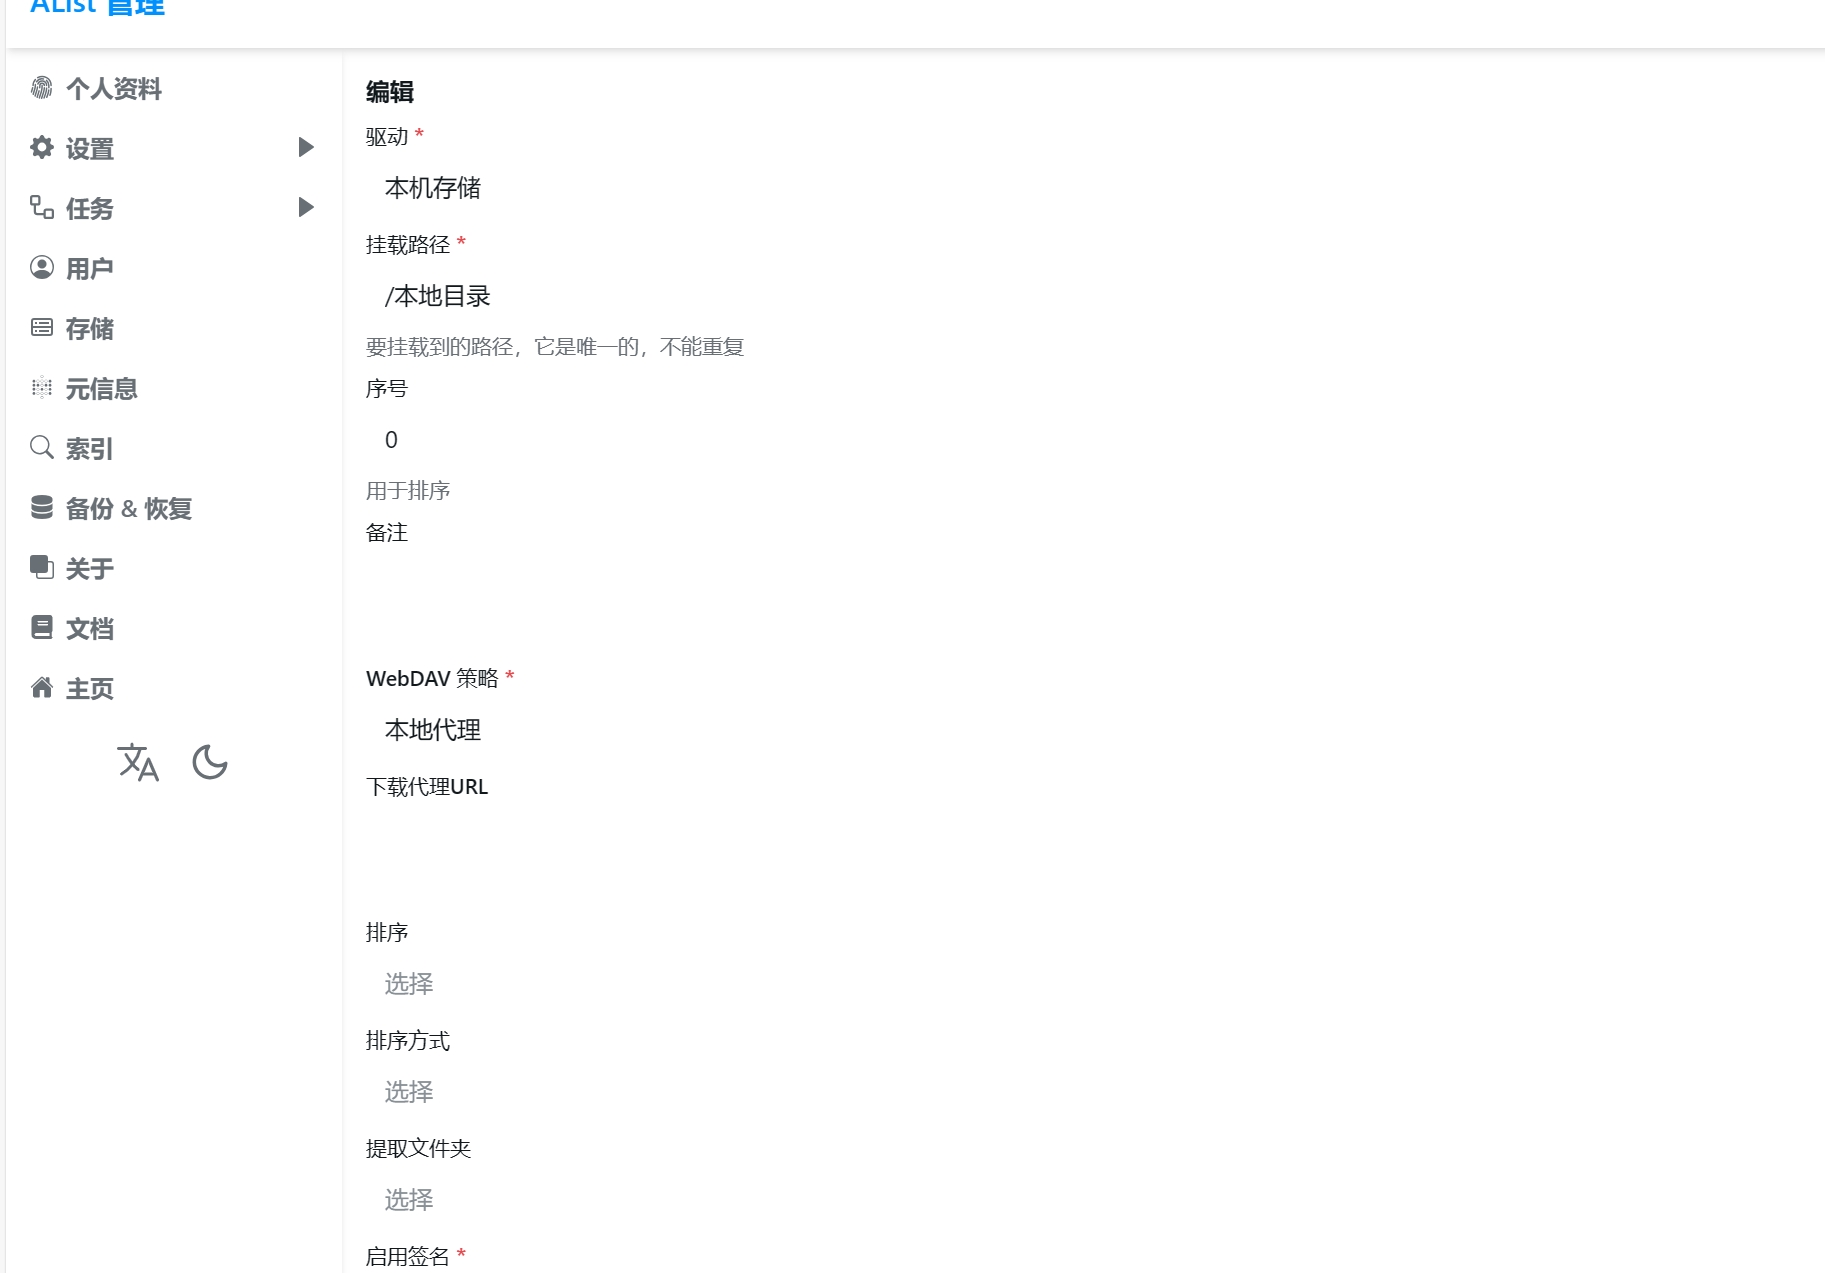 AList 管理
个人资料
设置
任务
用户
存储
元信息
索引
备份 & 恢复
关于
文档
主页
编辑
驱动 *
本机存储
挂载路径 *
/本地目录
要挂载到的路径，它是唯一的，不能重复
序号
0
用于排序
备注
WebDAV 策略 *
本地代理
下载代理URL
排序
选择
排序方式
选择
提取文件夹
选择
启用签名 *